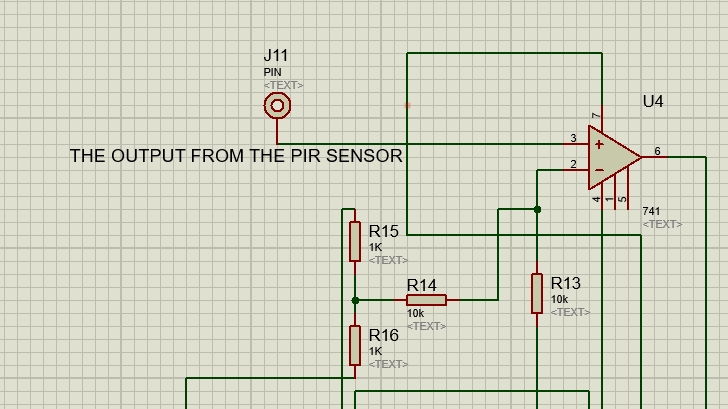 J11
PIN
<TEXT>
THE OUTPUT FROM THE PIR SENSOR
U4
7
3
+
6
2
-
4
1
5
741
<TEXT>
R15
1K
<TEXT>
R14
10k
<TEXT>
R13
10k
<TEXT>
R16
1K
<TEXT>